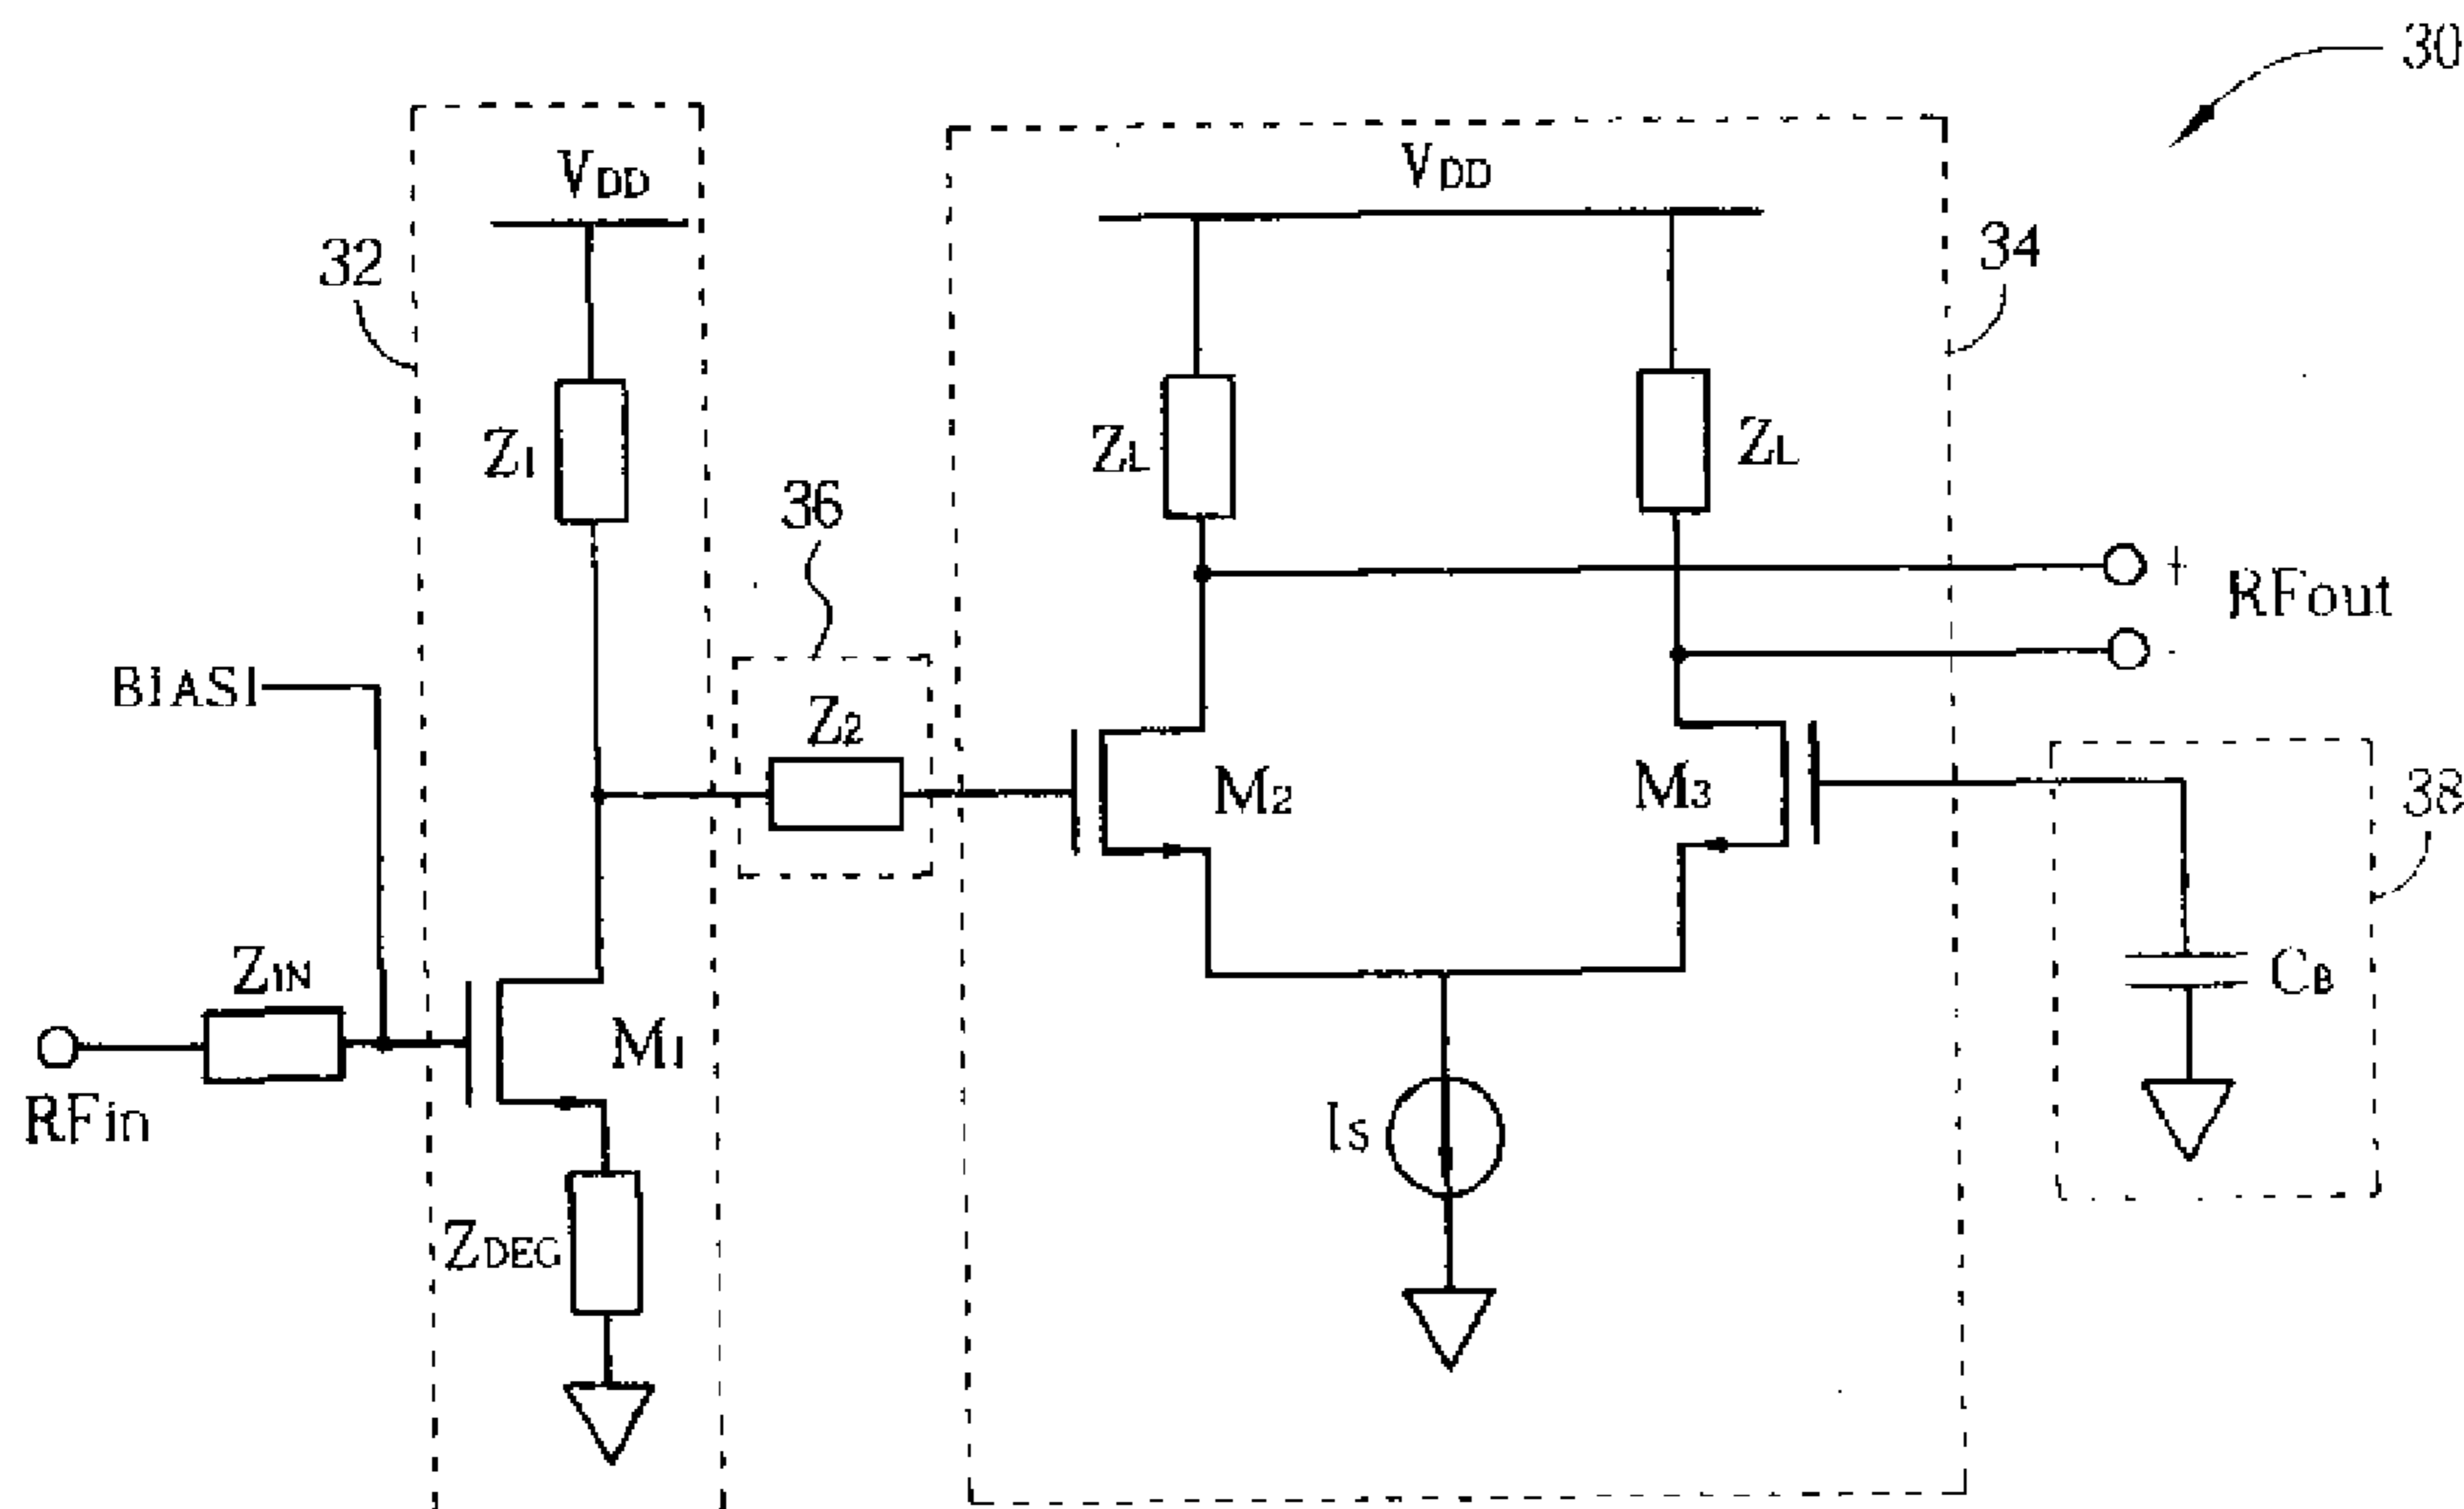 30
VDD
VDD
32
34
Z1
ZL
ZL
36
+
RFout
-
BIAS1
Z2
M2
M3
38
ZIN
CB
M1
RFin
Is
ZDEG